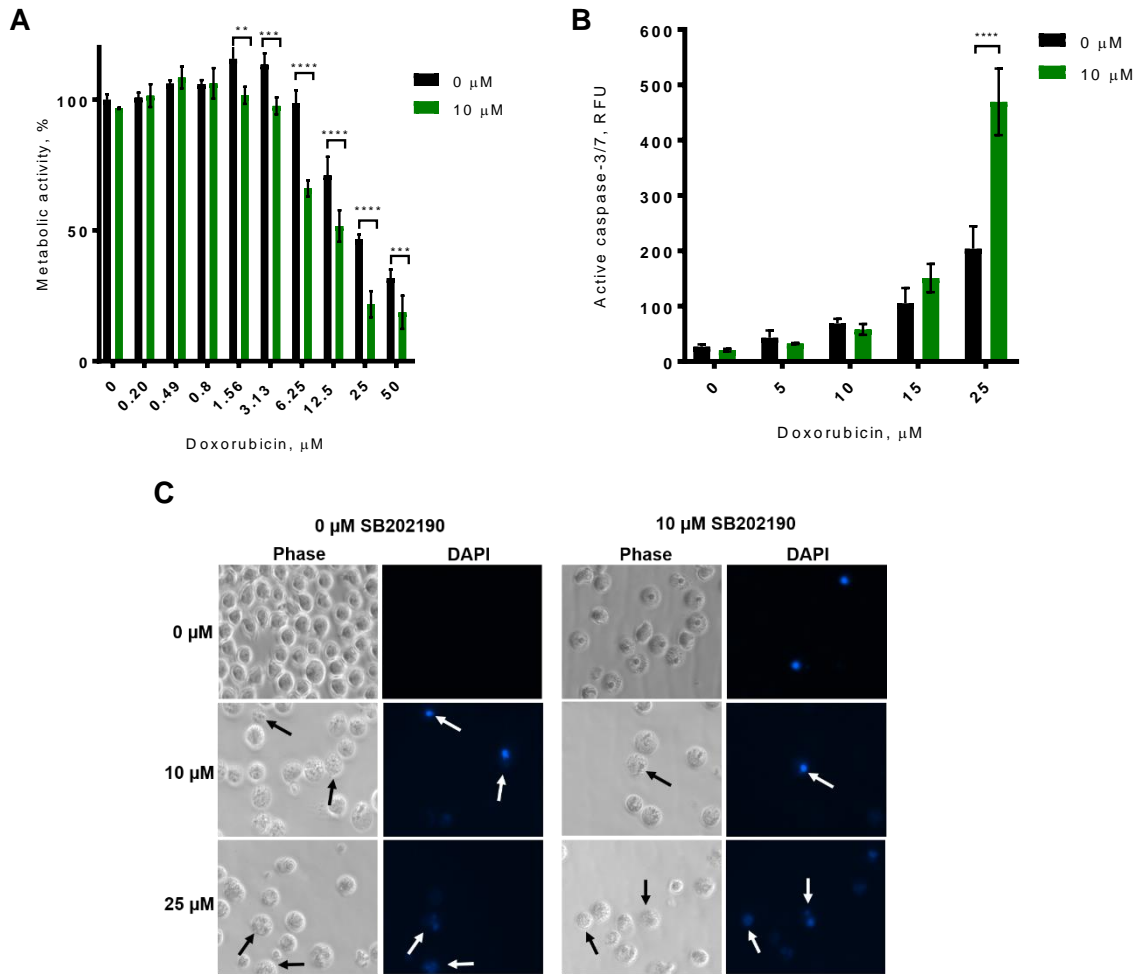 A
** *** **** **** **** ***
100
50
0
Metabolic activity, %
0 0.20 0.49 0.8 1.56 3.13 6.25 12.5 25 50
Doxorubicin, µM
0 µM
10 µM
B
****
600
500
400
300
200
100
0
Active caspase-3/7, RFU
0 5 10 15 25
Doxorubicin, µM
0 µM
10 µM
C
0 µM SB202190 10 µM SB202190
Phase DAPI Phase DAPI
0 µM
10 µM
25 µM